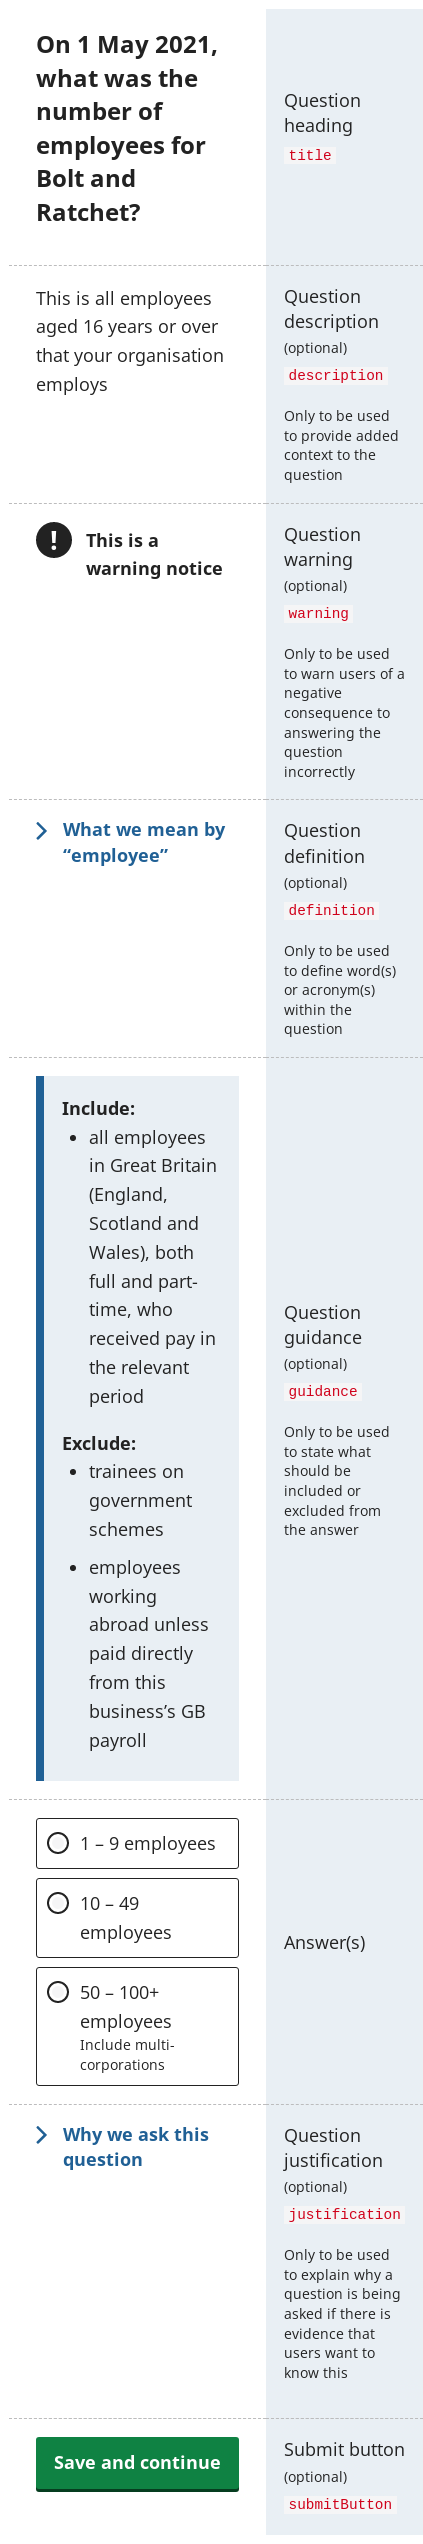 On 1 May 2021,
what was the
number of
employees for
Bolt and
Ratchet?
Question
heading
title
This is all employees
aged 16 years or over
that your organisation
employs
Question
description
(optional)
description
Only to be used
to provide added
context to the
question
!
This is a
warning notice
Question
warning
(optional)
warning
Only to be used
to warn users of a
negative
consequence to
answering the
question
incorrectly
What we mean by
“employee”
Question
definition
(optional)
definition
Only to be used
to define word(s)
or acronym(s)
within the
question
Include:
• all employees
in Great Britain
(England,
Scotland and
Wales), both
full and part-
time, who
received pay in
the relevant
period
Exclude:
• trainees on
government
schemes
• employees
working
abroad unless
paid directly
from this
business’s GB
payroll
Question
guidance
(optional)
guidance
Only to be used
to state what
should be
included or
excluded from
the answer
1 – 9 employees
10 – 49
employees
50 – 100+
employees
Include multi-
corporations
Answer(s)
Why we ask this
question
Question
justification
(optional)
justification
Only to be used
to explain why a
question is being
asked if there is
evidence that
users want to
know this
Save and continue
Submit button
(optional)
submitButton